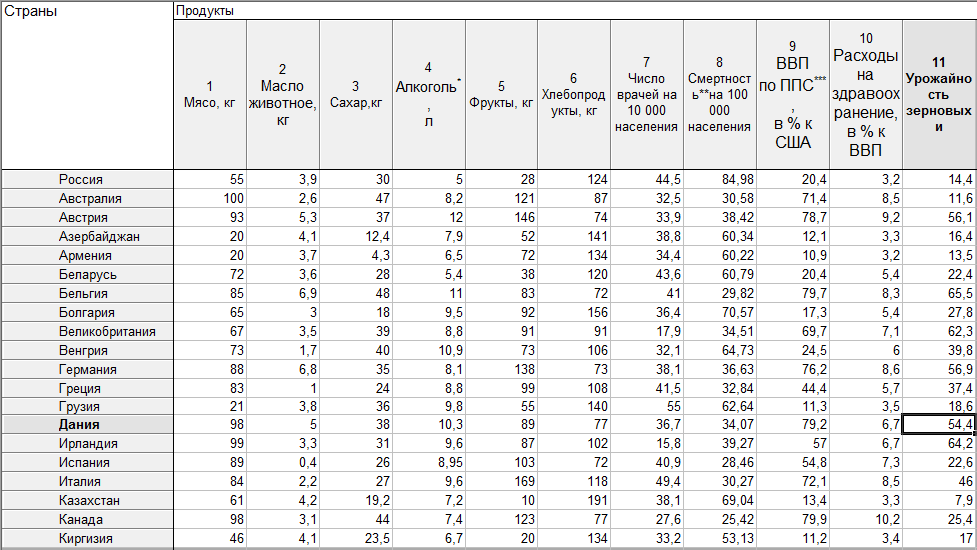 Страны Продукты
1 Мясо, кг 2 Масло животное, кг 3 Сахар,кг 4 Алкоголь*, л 5 Фрукты, кг 6 Хлебопродукты, кг 7 Число врачей на 10 000 населения 8 Смертность**на 100 000 населения 9 ВВП по ППС***, в % к США 10 Расходы на здравоохранение, в % к ВВП 11 Урожайность зерновых и
Россия 55 3,9 30 5 28 124 44,5 84,98 20,4 3,2 14,4
Австралия 100 2,6 47 8,2 121 87 32,5 30,58 71,4 8,5 11,6
Австрия 93 5,3 37 12 146 74 33,9 38,42 78,7 9,2 56,1
Азербайджан 20 4,1 12,4 7,9 52 141 38,8 60,34 12,1 3,3 16,4
Армения 20 3,7 4,3 6,5 72 134 34,4 60,22 10,9 3,2 13,5
Беларусь 72 3,6 28 5,4 38 120 43,6 60,79 20,4 5,4 22,4
Бельгия 85 6,9 48 11 83 72 41 29,82 79,7 8,3 65,5
Болгария 65 3 18 9,5 92 156 36,4 70,57 17,3 5,4 27,8
Великобритания 67 3,5 39 8,8 91 91 17,9 34,51 69,7 7,1 62,3
Венгрия 73 1,7 40 10,9 73 106 32,1 64,73 24,5 6 39,8
Германия 88 6,8 35 8,1 138 73 38,1 36,63 76,2 8,6 56,9
Греция 83 1 24 8,8 99 108 41,5 32,84 44,4 5,7 37,4
Грузия 21 3,8 36 9,8 55 140 55 62,64 11,3 3,5 18,6
Дания 98 5 38 10,3 89 77 36,7 34,07 79,2 6,7 54,4
Ирландия 99 3,3 31 9,6 87 102 15,8 39,27 57 6,7 64,2
Испания 89 0,4 26 8,95 103 72 40,9 28,46 54,8 7,3 22,6
Италия 84 2,2 27 9,6 169 118 49,4 30,27 72,1 8,5 46
Казахстан 61 4,2 19,2 7,2 10 191 38,1 69,04 13,4 3,3 7,9
Канада 98 3,1 44 7,4 123 77 27,6 25,42 79,9 10,2 25,4
Киргизия 46 4,1 23,5 6,7 20 134 33,2 53,13 11,2 3,4 17